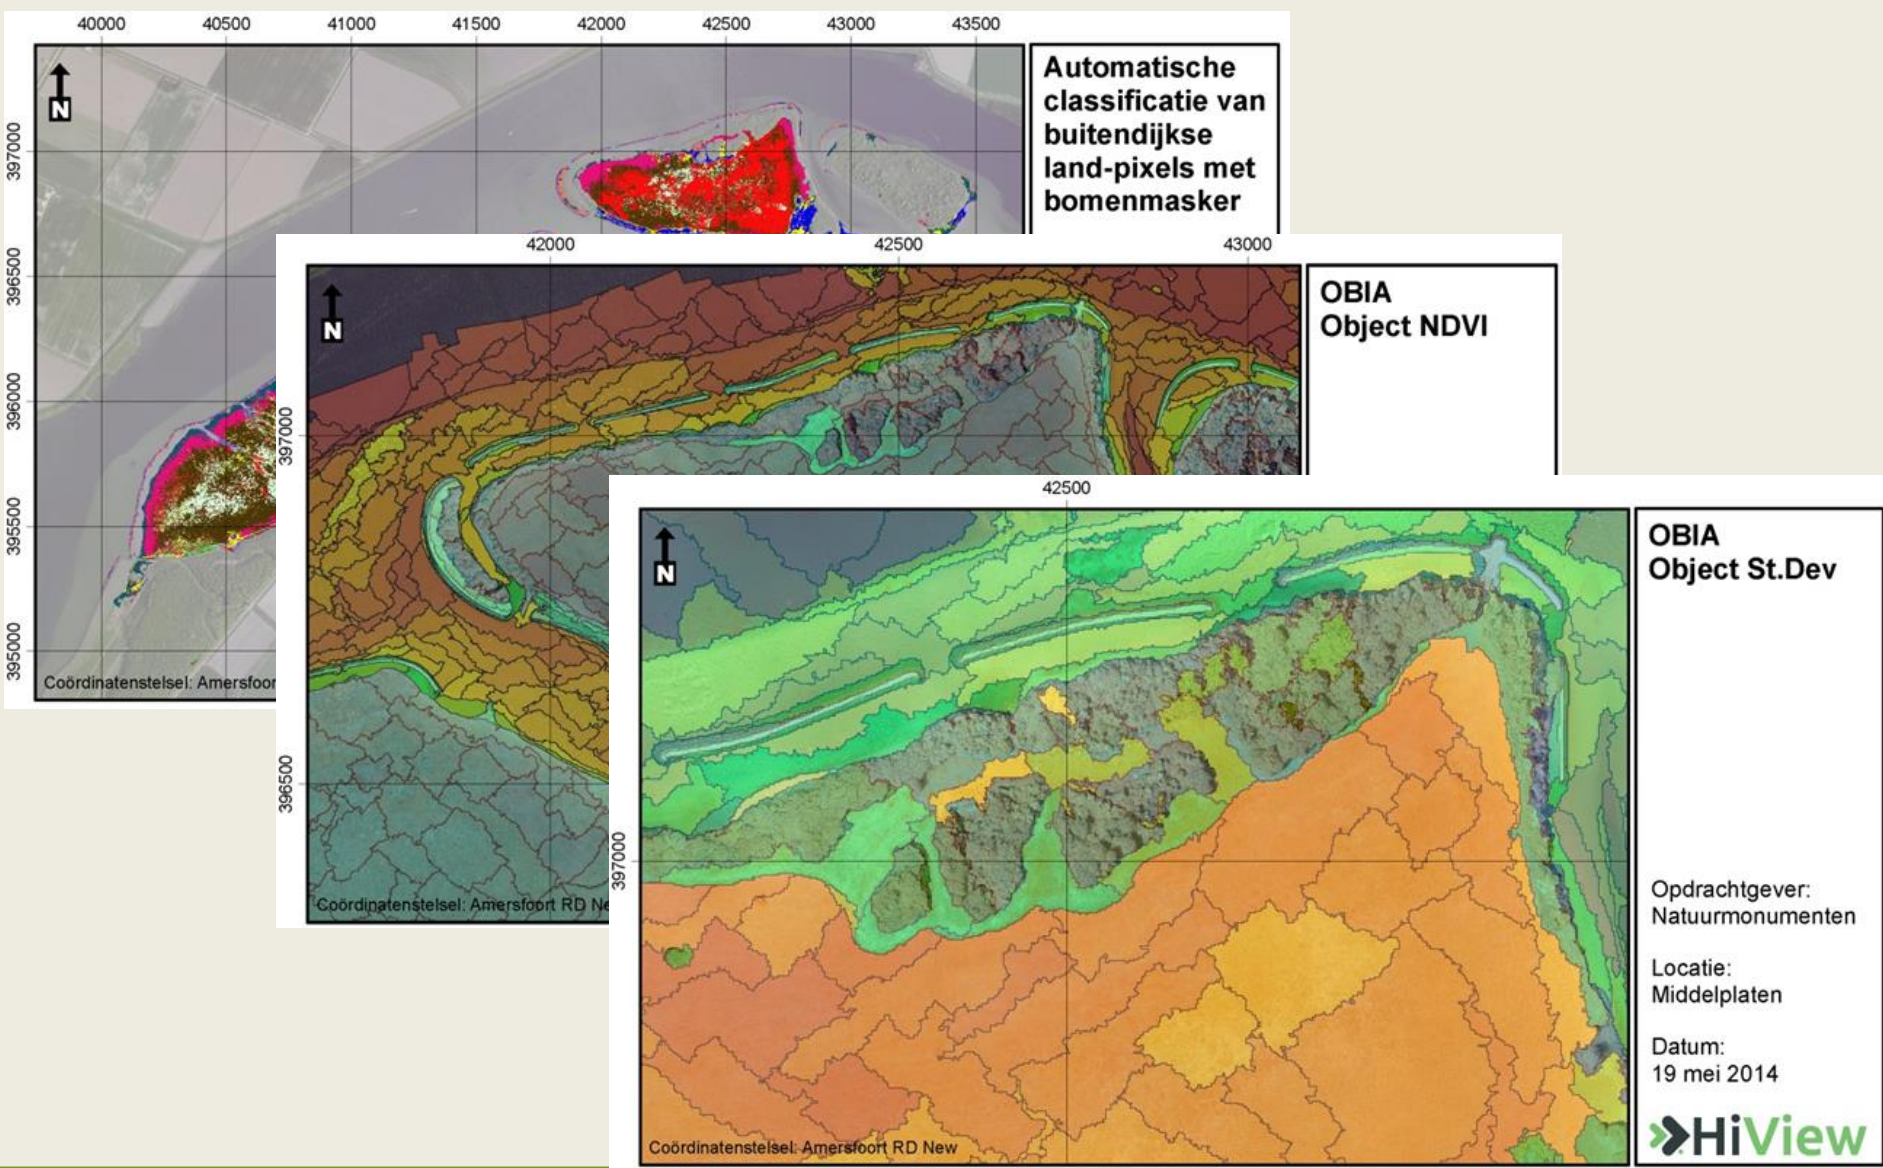 40000 40500 41000 41500 42000 42500 43000 43500
N
397000
396500
396000
395500
395000
Automatische
classificatie van
buitendijkse
land-pixels met
bomenmasker
Coördinatenstelsel:
42000 42500 43000
N
397000
396500
OBIA
Object NDVI
Coördinatenstelsel: Amersfoort RD
42500
N
397000
OBIA
Object St.Dev
Opdrachtgever:
Natuurmonumenten
Locatie:
Middelplaten
Datum:
19 mei 2014
HiView
Coördinatenstelsel: Amersfoort RD New